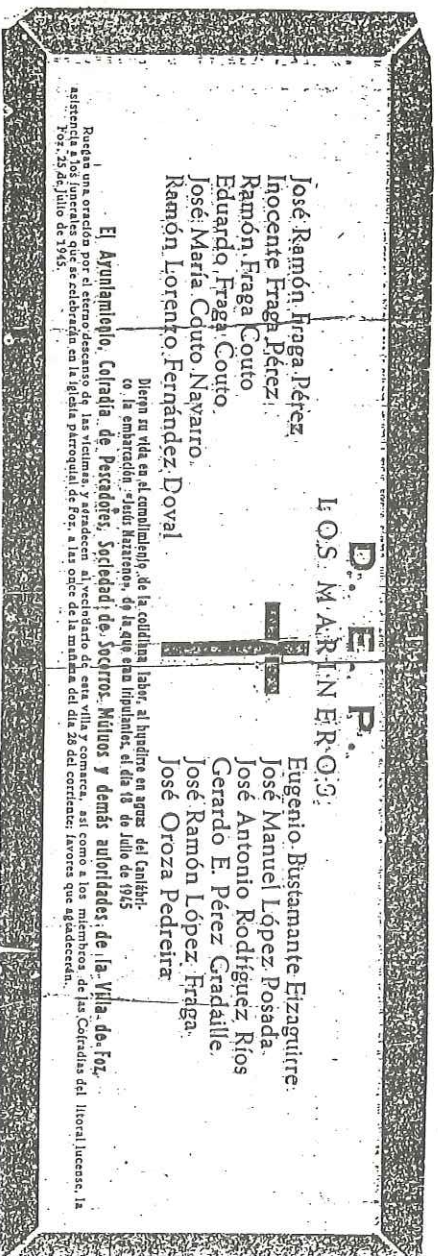 D. E. P.
LOS MARINEROS
José Ramón Fraga Pérez
Inocente Fraga Pérez
Ramón Fraga Couto
Eduardo Fraga Couto
José María Couto Navarro
Ramón Lorenzo Fernández Doval
Eugenio Bustamante Eizaguirre
José Manuel López Posada
José Antonio Rodríguez Ríos
Gerardo E. Pérez Gradaille
José Ramón López Fraga
José Oroza Pedreira
Dieron su vida en el cumplimiento de la cotidiana labor, al hundirse en aguas del Cantábri-
co la embarcación «Jesús Nazareno», de la que eran tripulantes, el día 18 de Julio de 1945
El Ayuntamiento, Cofradía de Pescadores, Sociedad de Socorros Mútuos y demás autoridades de la Villa de Foz,
Ruegan una oración por el eterno descanso de las víctimas, y agradecen al vecindario de esta villa y comarca, así como a los miembros de las Cofradías del litoral lucense, la
asistencia a los funerales que se celebrarán en la iglesia parroquial de Foz, a las once de la mañana del día 28 del corriente; favores que agradecerán.
Foz, 25 de Julio de 1945.